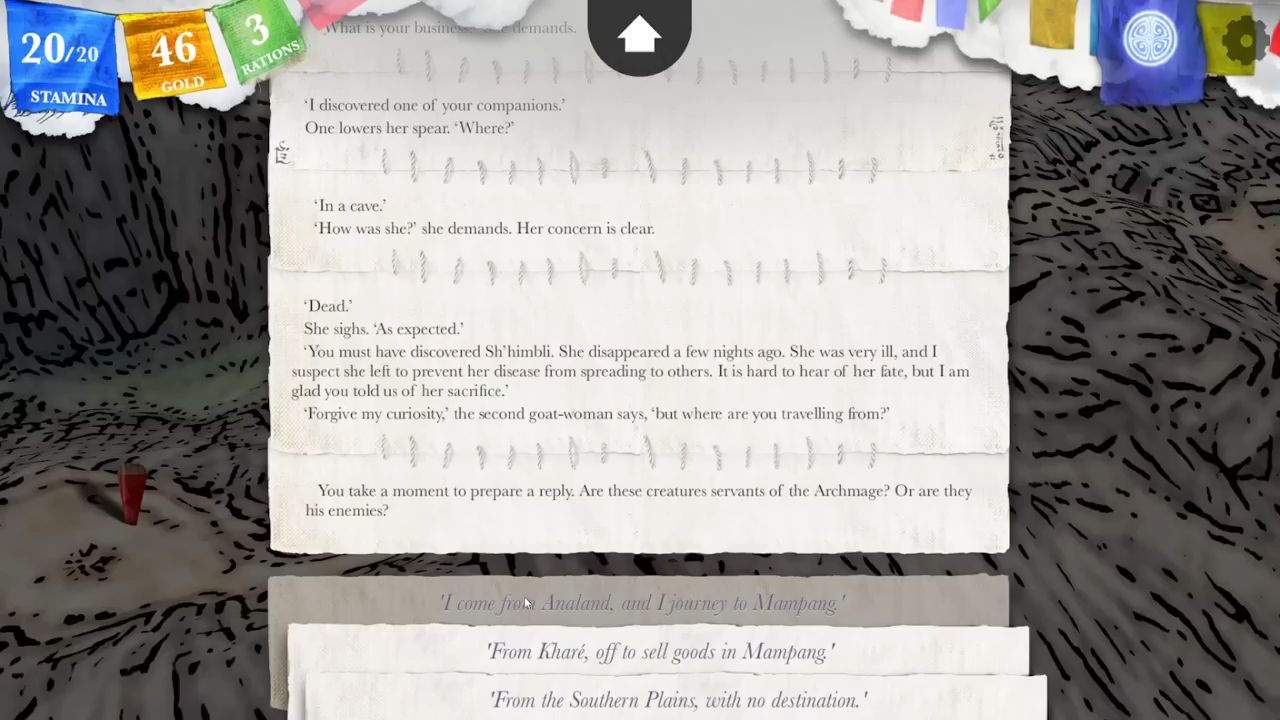 20/20
STAMINA
46
GOLD
3
RATIONS
What is your business demands.
‘I discovered one of your companions.’
One lowers her spear. ‘Where?’
‘In a cave.’
‘How was she?’ she demands. Her concern is clear.
‘Dead.’
She sighs. ‘As expected.’
‘You must have discovered Sh’himbli. She disappeared a few nights ago. She was very ill, and I
suspect she left to prevent her disease from spreading to others. It is hard to hear of her fate, but I am
glad you told us of her sacrifice.’
‘Forgive my curiosity,’ the second goat-woman says, ‘but where are you travelling from?’
You take a moment to prepare a reply. Are these creatures servants of the Archmage? Or are they
his enemies?
'I come from Analand, and I journey to Mampang.'
'From Kharé, off to sell goods in Mampang.'
'From the Southern Plains, with no destination.'